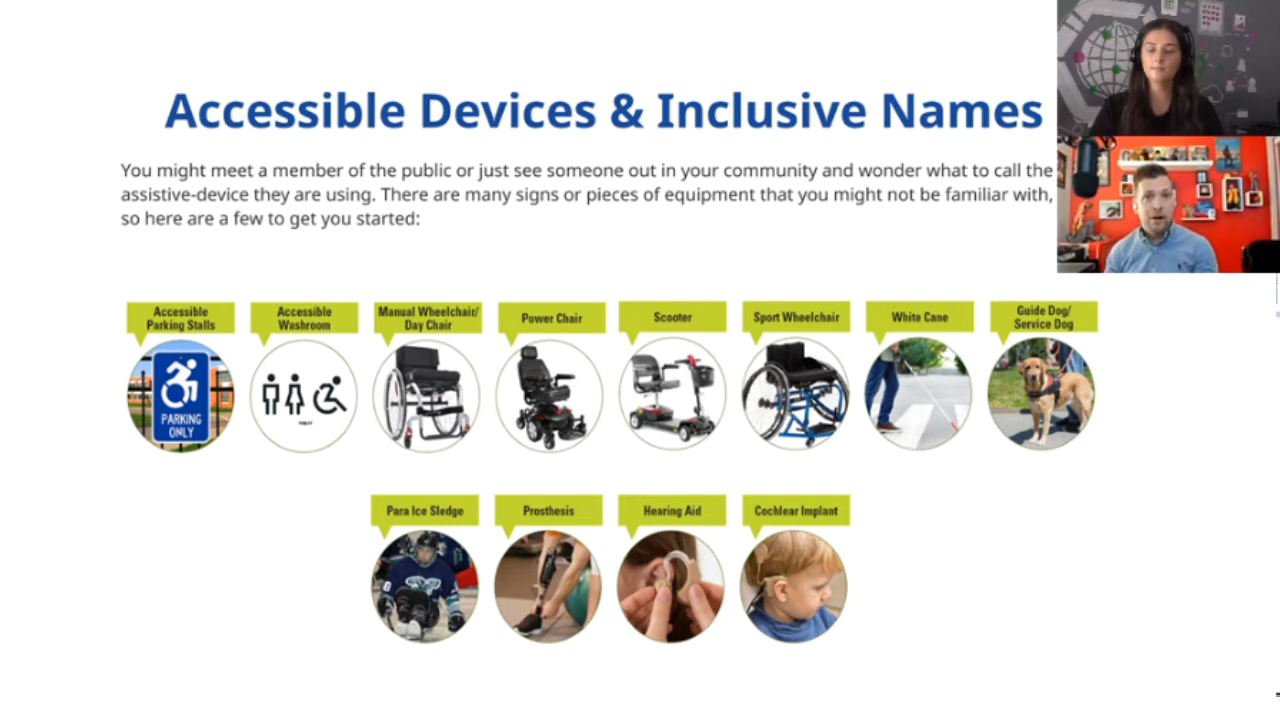 Accessible Devices & Inclusive Names
You might meet a member of the public or just see someone out in your community and wonder what to call the
assistive-device they are using. There are many signs or pieces of equipment that you might not be familiar with,
so here are a few to get you started:
Accessible
Parking Stalls
Accessible
Washroom
Manual Wheelchair/
Day Chair
Power Chair
Scooter
Sport Wheelchair
White Cane
Guide Dog/
Service Dog
PARKING
ONLY
Para Ice Sledge
Prosthesis
Hearing Aid
Cochlear Implant